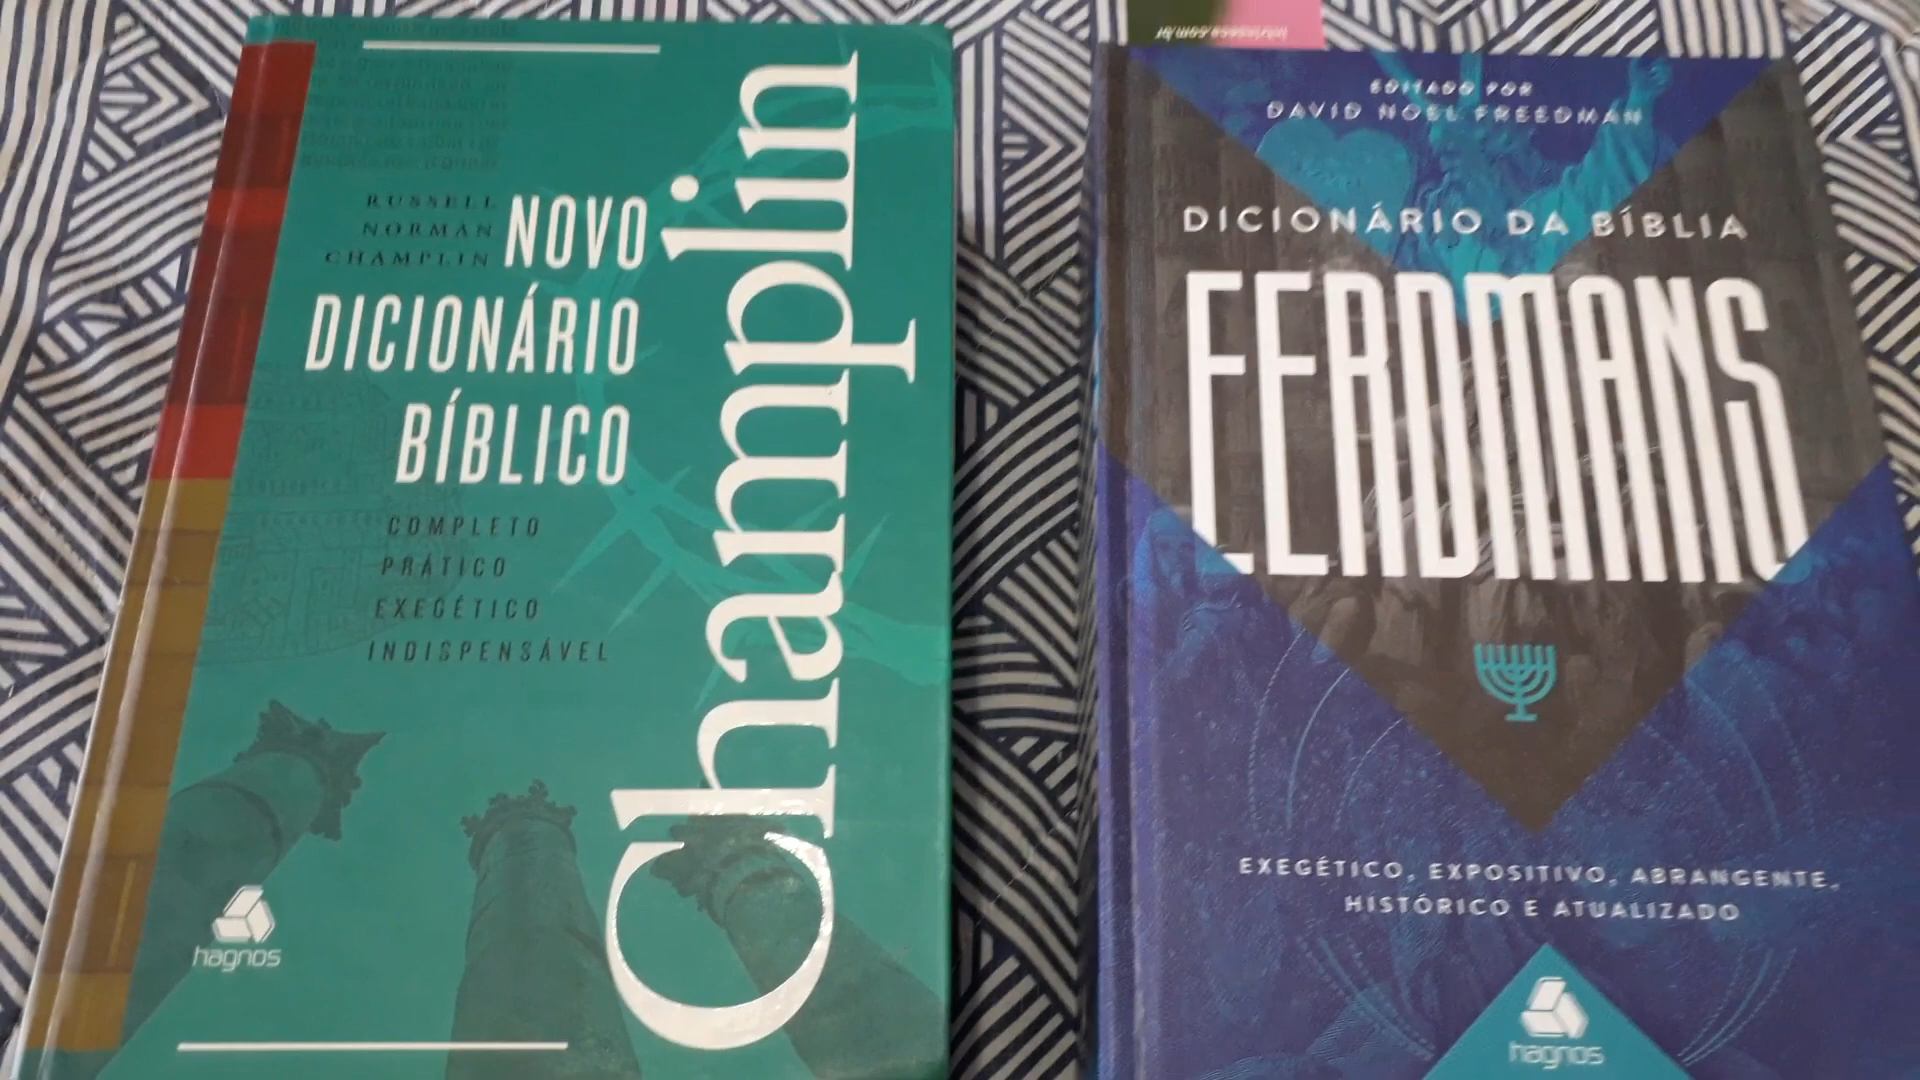 RUSSELL
NORMAN
CHAMPLIN
NOVO
DICIONÁRIO
BÍBLICO
Champlin
COMPLETO
PRÁTICO
EXEGÉTICO
INDISPENSÁVEL
hagnos
EDITADO POR
DAVID NOEL FREEDMAN
DICIONÁRIO DA BÍBLIA
EERDMANS
EXEGÉTICO, EXPOSITIVO, ABRANGENTE,
HISTÓRICO E ATUALIZADO
hagnos